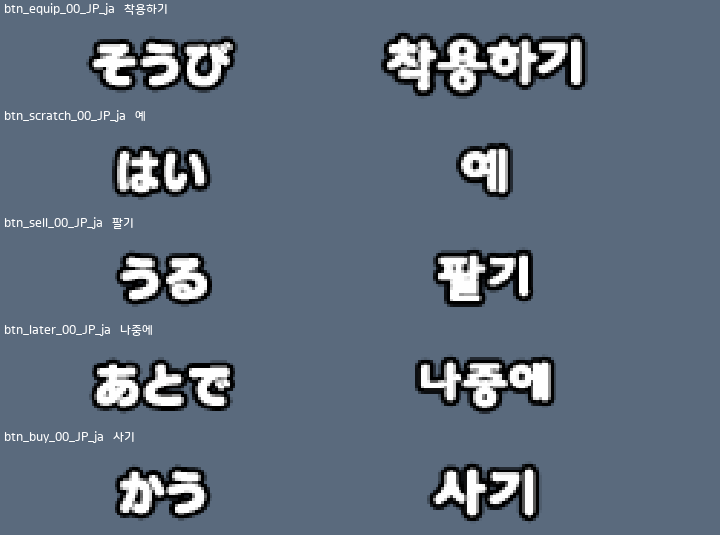 btn_equip_00_JP_ja 착용하기
そうび 착용하기
btn_scratch_00_JP_ja 예
はい 예
btn_sell_00_JP_ja 팔기
うる 팔기
btn_later_00_JP_ja 나중에
あとで 나중에
btn_buy_00_JP_ja 사기
かう 사기